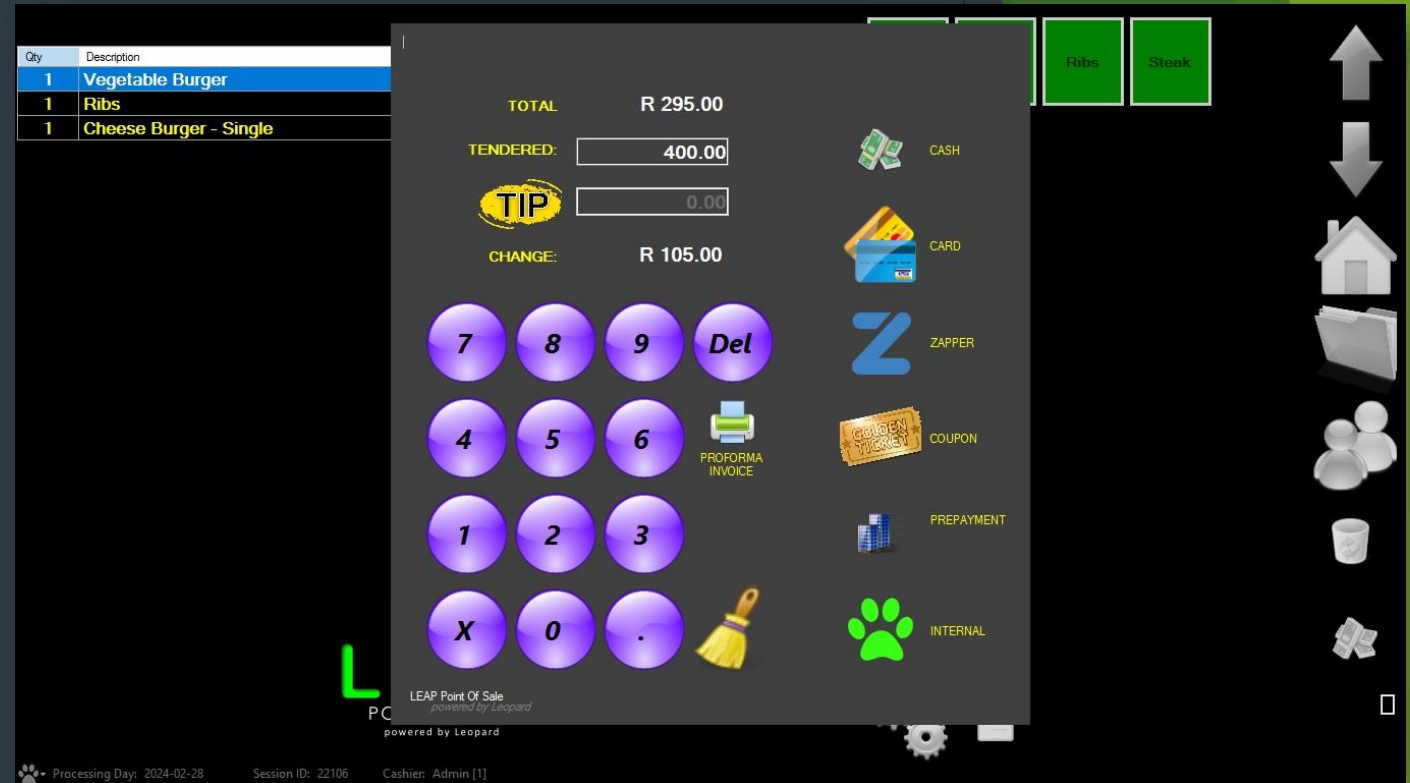 Qty Description
1 Vegetable Burger
1 Ribs
1 Cheese Burger - Single
TOTAL R 295.00
TENDERED: 400.00
TIP 0.00
CHANGE: R 105.00
7 8 9 Del
4 5 6
PROFORMA
INVOICE
1 2 3
X 0 .
CASH
CARD
ZAPPER
GOLDEN
TICKET
COUPON
PREPAYMENT
INTERNAL
LEAP Point Of Sale
powered by Leopard
Ribs Steak
L
PO
powered by Leopard
Processing Day: 2024-02-28 Session ID: 22106 Cashier: Admin [1]